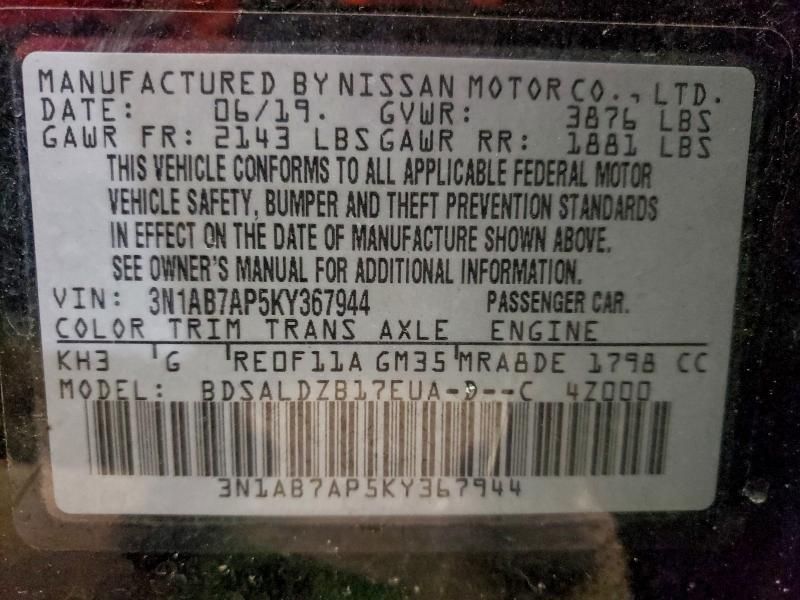 MANUFACTURED BY NISSAN MOTOR CO., LTD.
DATE: 06/19. GVWR: 3876 LBS
GAWR FR: 2143 LBS GAWR RR: 1881 LBS
THIS VEHICLE CONFORMS TO ALL APPLICABLE FEDERAL MOTOR
VEHICLE SAFETY, BUMPER AND THEFT PREVENTION STANDARDS
IN EFFECT ON THE DATE OF MANUFACTURE SHOWN ABOVE.
SEE OWNER'S MANUAL FOR ADDITIONAL INFORMATION.
VIN: 3N1AB7AP5KY367944 PASSENGER CAR.
COLOR TRIM TRANS AXLE ENGINE
KH3 'G 'RE0F11A GM35'MRA8DE 1798 CC
MODEL: BDSALDZB17EUA-D--C 4Z000
3N1AB7AP5KY367944